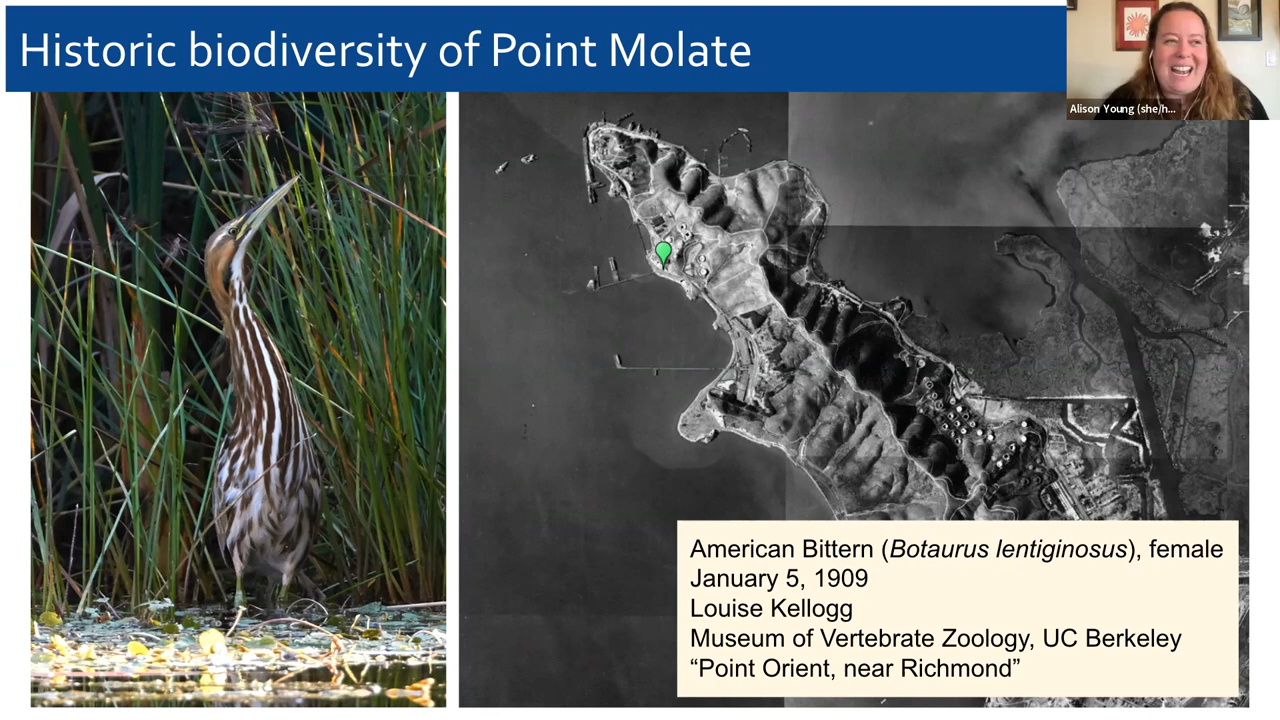 Historic biodiversity of Point Molate
Alison Young (she/h...
American Bittern (Botaurus lentiginosus), female
January 5, 1909
Louise Kellogg
Museum of Vertebrate Zoology, UC Berkeley
“Point Orient, near Richmond”